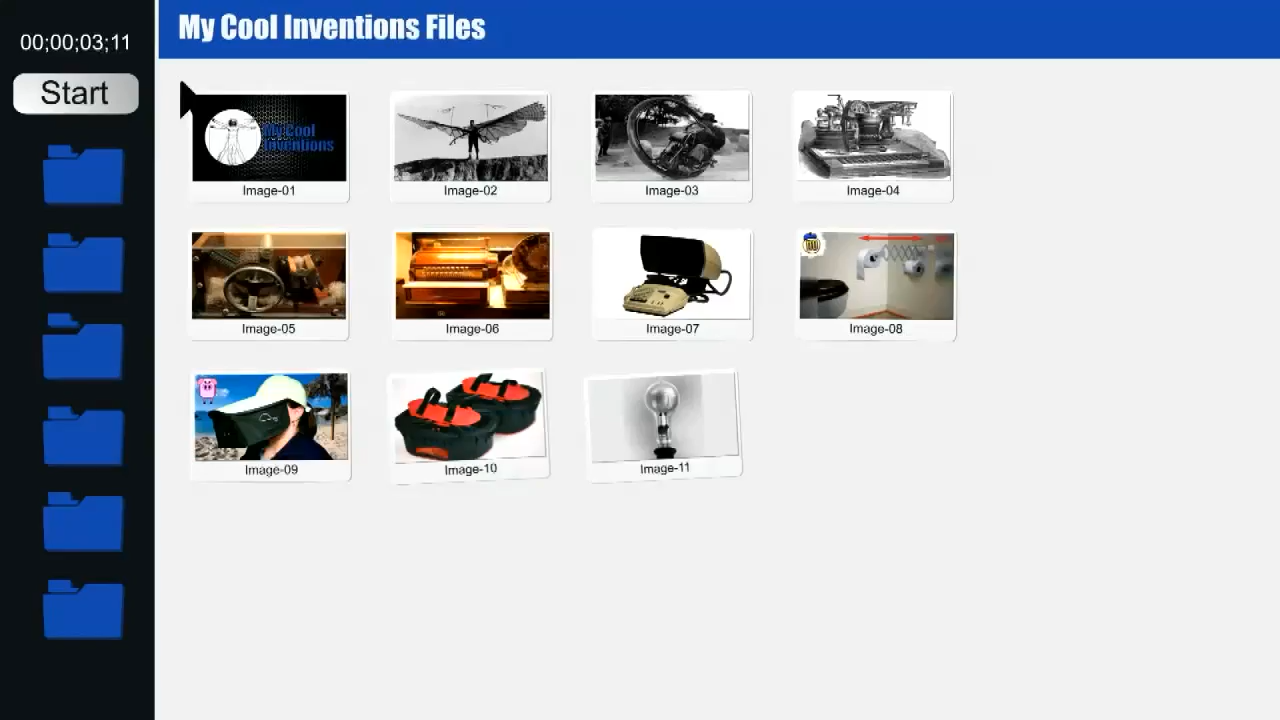 00;00;03;11
Start
My Cool Inventions Files
My Cool
Inventions
Image-01
Image-02
Image-03
Image-04
Image-05
Image-06
Image-07
Image-08
Image-09
Image-10
Image-11